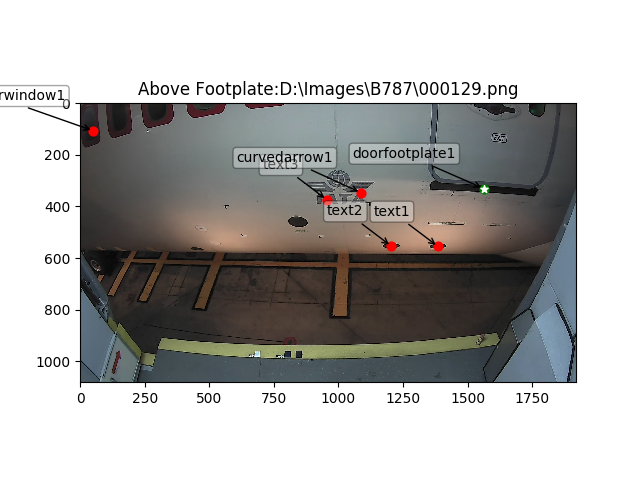 Above Footplate:D:\Images\B787\000129.png
rwindow1
curvedarrow1
doorfootplate1
text3
text2
text1
0
200
400
600
800
1000
0
250
500
750
1000
1250
1500
1750